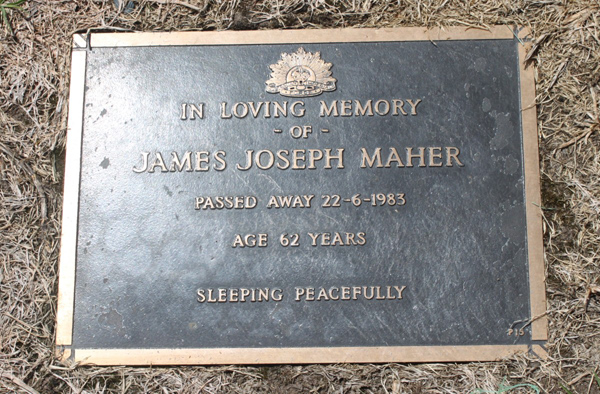 IN LOVING MEMORY
- OF -
JAMES JOSEPH MAHER
PASSED AWAY 22-6-1983
AGE 62 YEARS
SLEEPING PEACEFULLY